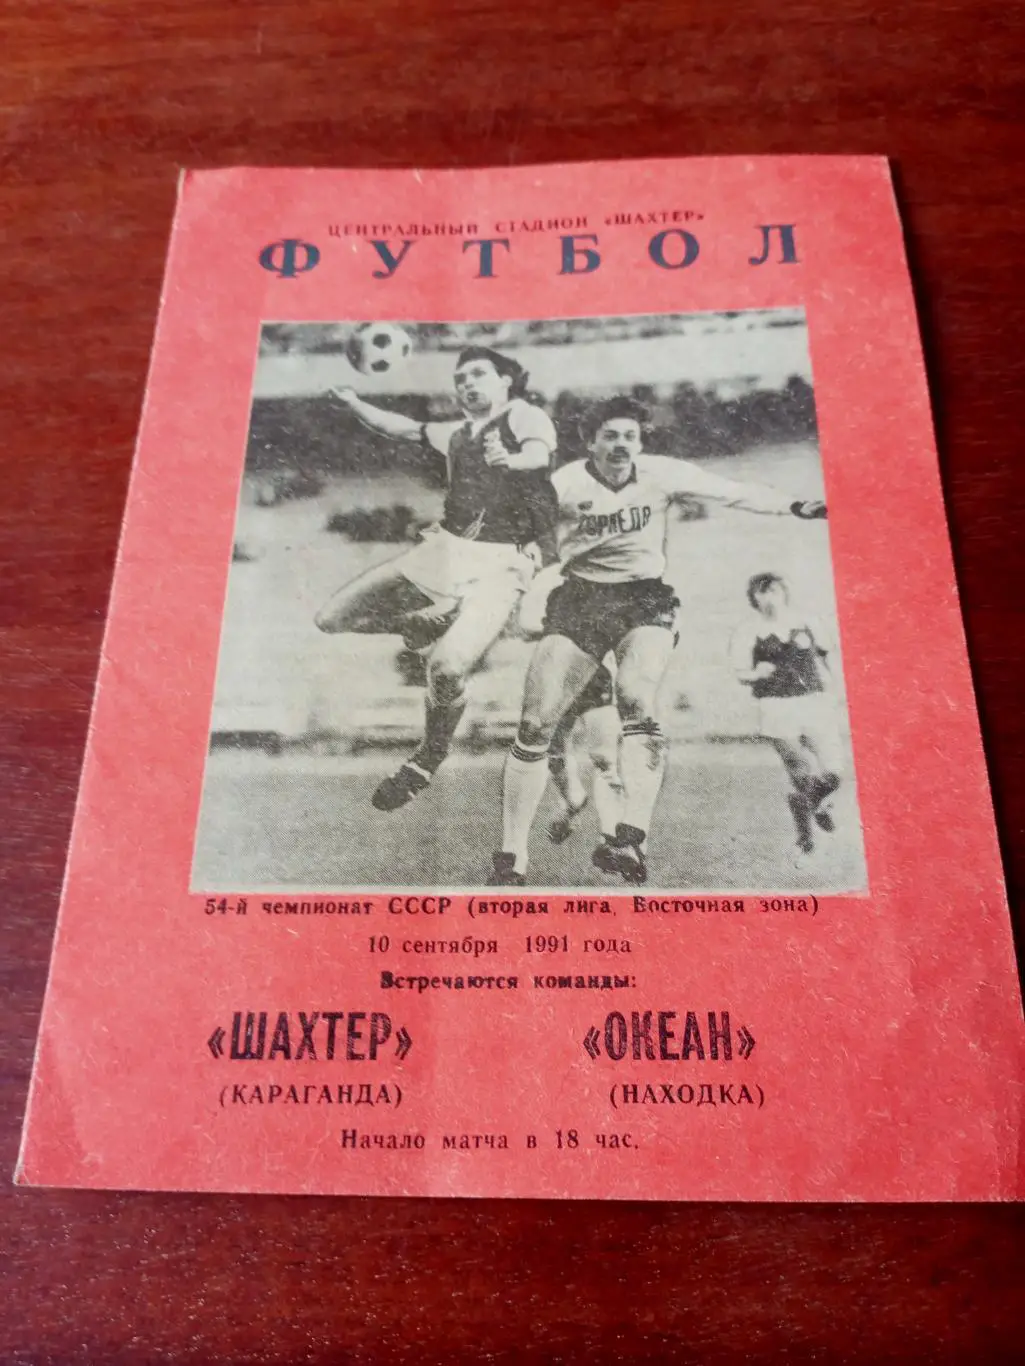 ЦЕНТРАЛЬНЫЙ СТАДИОН «ШАХТЕР»
ФУТБОЛ
ТОРПЕДО
54-й чемпионат СССР (вторая лига, Восточная зона)
10 сентября 1991 года
Встречаются команды:
«ШАХТЕР» «ОКЕАН»
(КАРАГАНДА) (НАХОДКА)
Начало матча в 18 час.